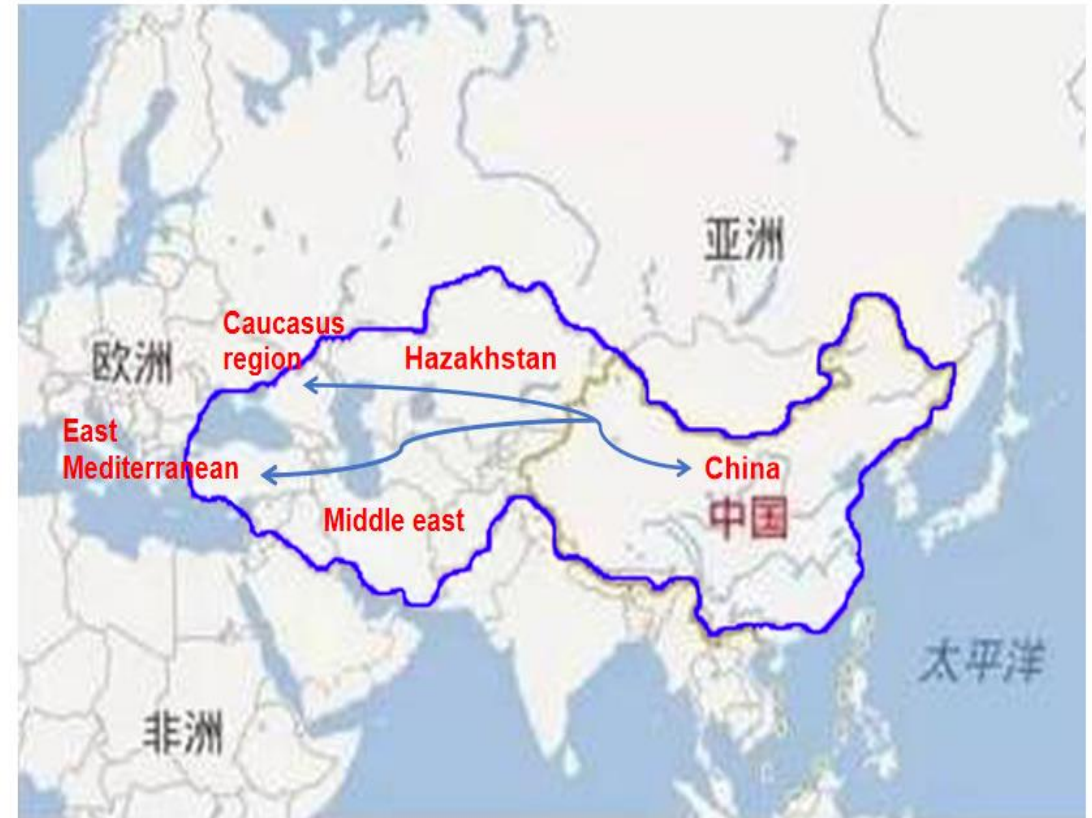 亚洲
Caucasus
region
欧洲
Hazakhstan
East
Mediterranean
China
Middle east
中国
太平洋
非洲